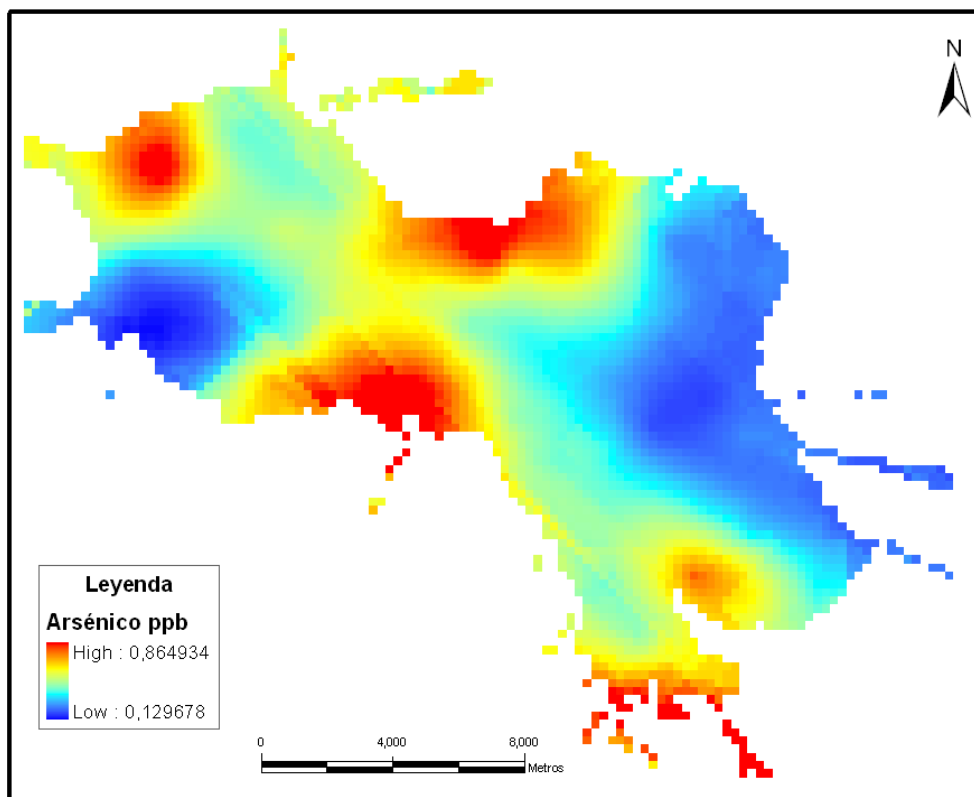 N
Leyenda
Arsénico ppb
High : 0,864934
Low : 0,129678
0 4,000 8,000
Metros